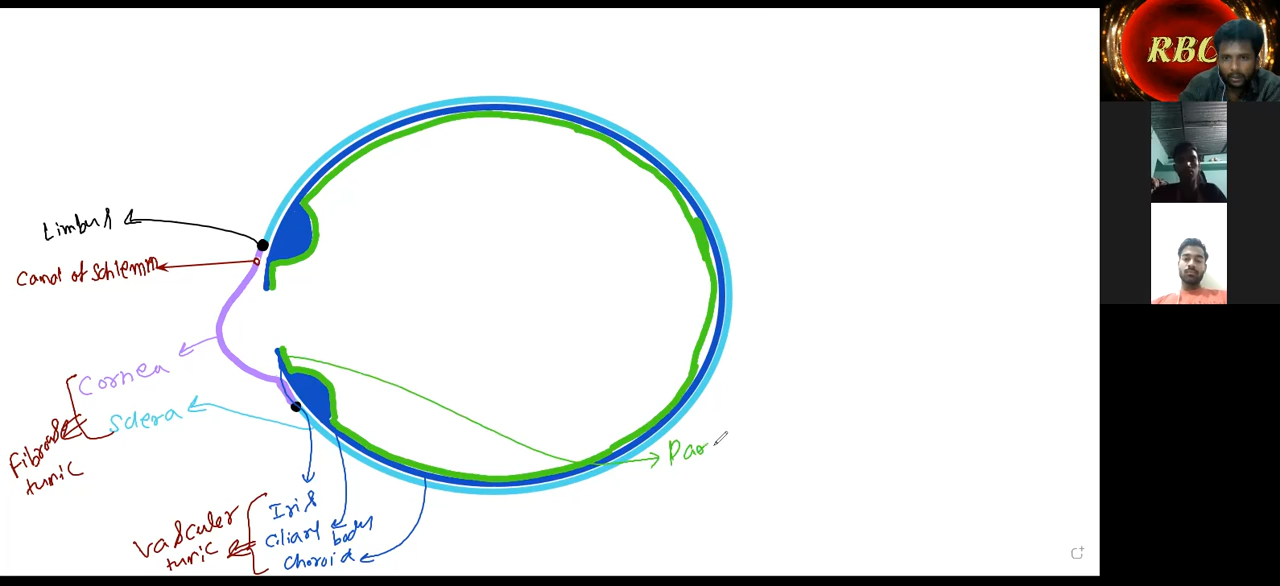 RBC
Limbus
Canal of Schlemm
Cornea
Sclera
Fibrous
tunic
Iris
Ciliary body
Choroid
Vascular
tunic
Par